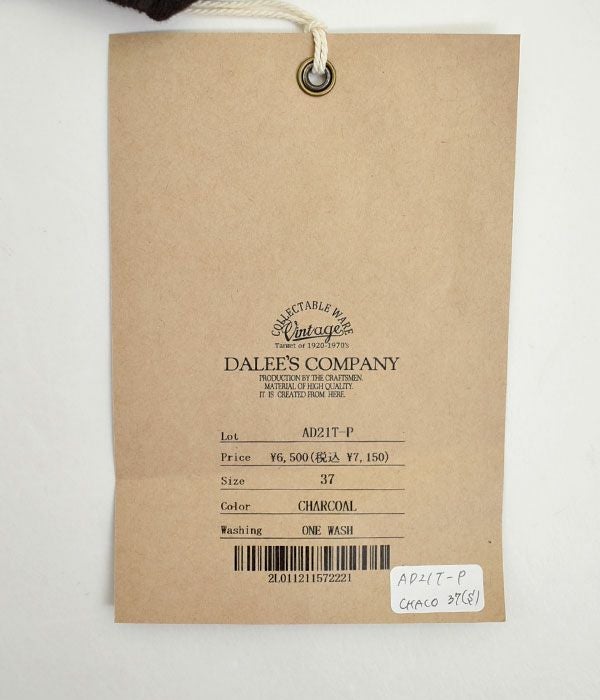 COLLECTABLE WARE
Vintage
Tarret of 1920-1970's
DALEE'S COMPANY
PRODUCTION BY THE CRAFTSMEN.
MATERIAL OF HIGH QUALITY.
IT IS CREATED FROM HERE.
Lot AD21T-P
Price ¥6,500(税込 ¥7,150)
Size 37
Color CHARCOAL
Washing ONE WASH
2L011211572221
AD21T-P
CHACO 37(S)